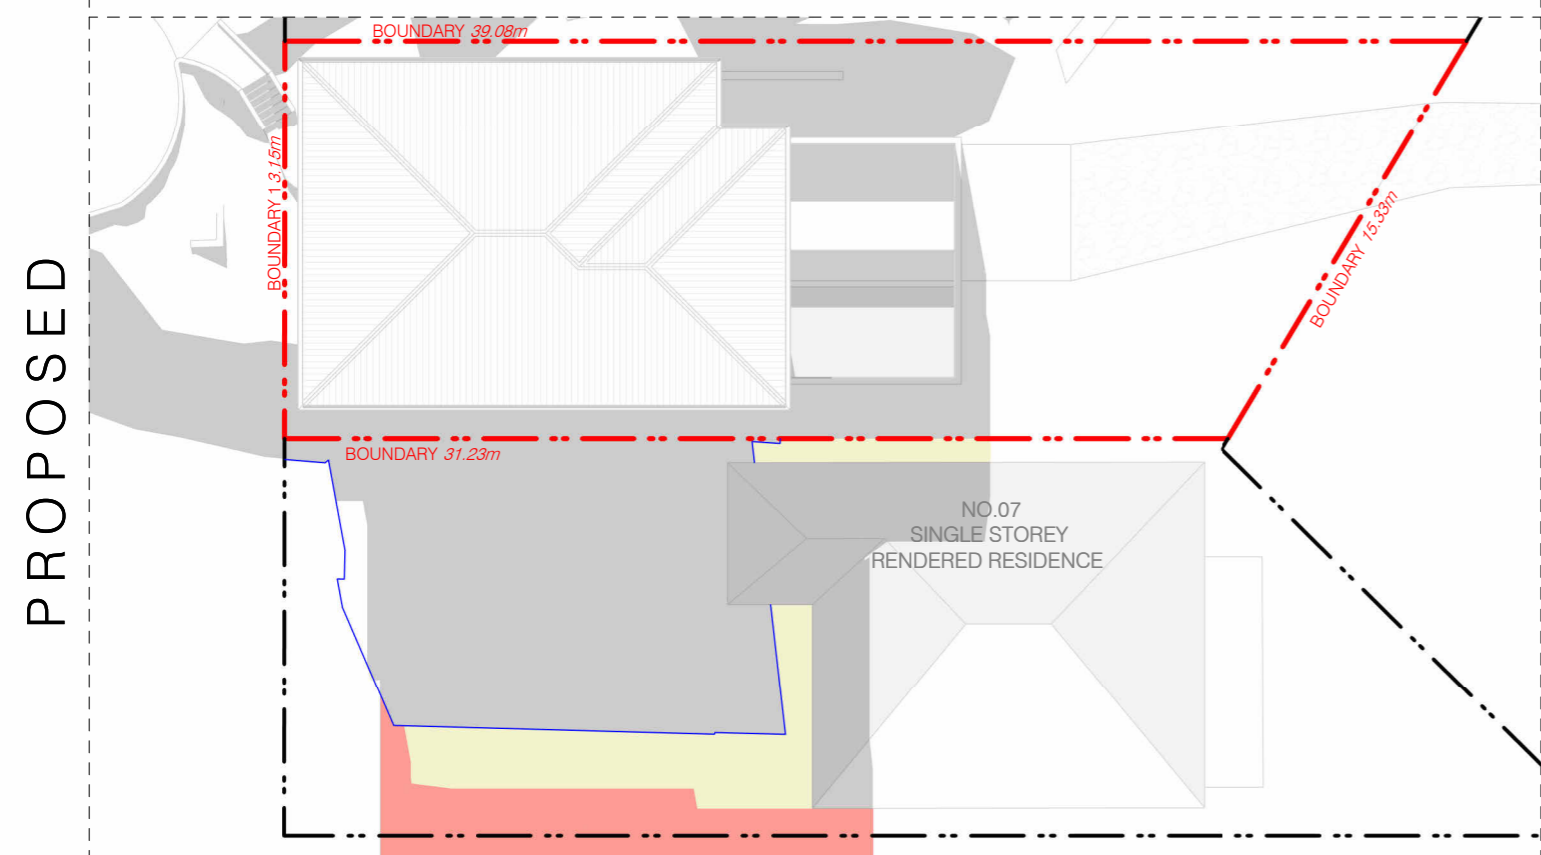 PROPOSED
BOUNDARY 39.08m
BOUNDARY 13.15m
BOUNDARY 15.33m
BOUNDARY 31.23m
NO.07
SINGLE STOREY
RENDERED RESIDENCE